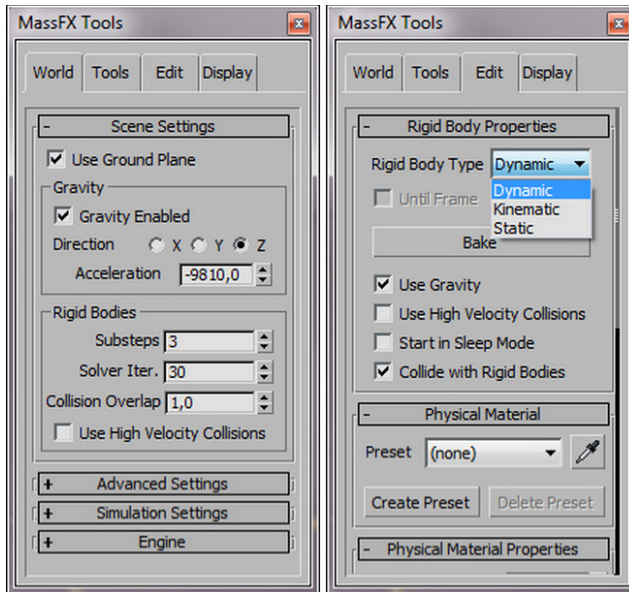 MassFX Tools
World Tools Edit Display
- Scene Settings
Use Ground Plane
Gravity
Gravity Enabled
Direction X Y Z
Acceleration -9810,0
Rigid Bodies
Substeps 3
Solver Iter. 30
Collision Overlap 1,0
Use High Velocity Collisions
+ Advanced Settings
+ Simulation Settings
+ Engine
MassFX Tools
World Tools Edit Display
- Rigid Body Properties
Rigid Body Type Dynamic
Dynamic
Until Frame
Kinematic
Static
Bake
Use Gravity
Use High Velocity Collisions
Start in Sleep Mode
Collide with Rigid Bodies
- Physical Material
Preset (none)
Create Preset Delete Preset
- Physical Material Properties